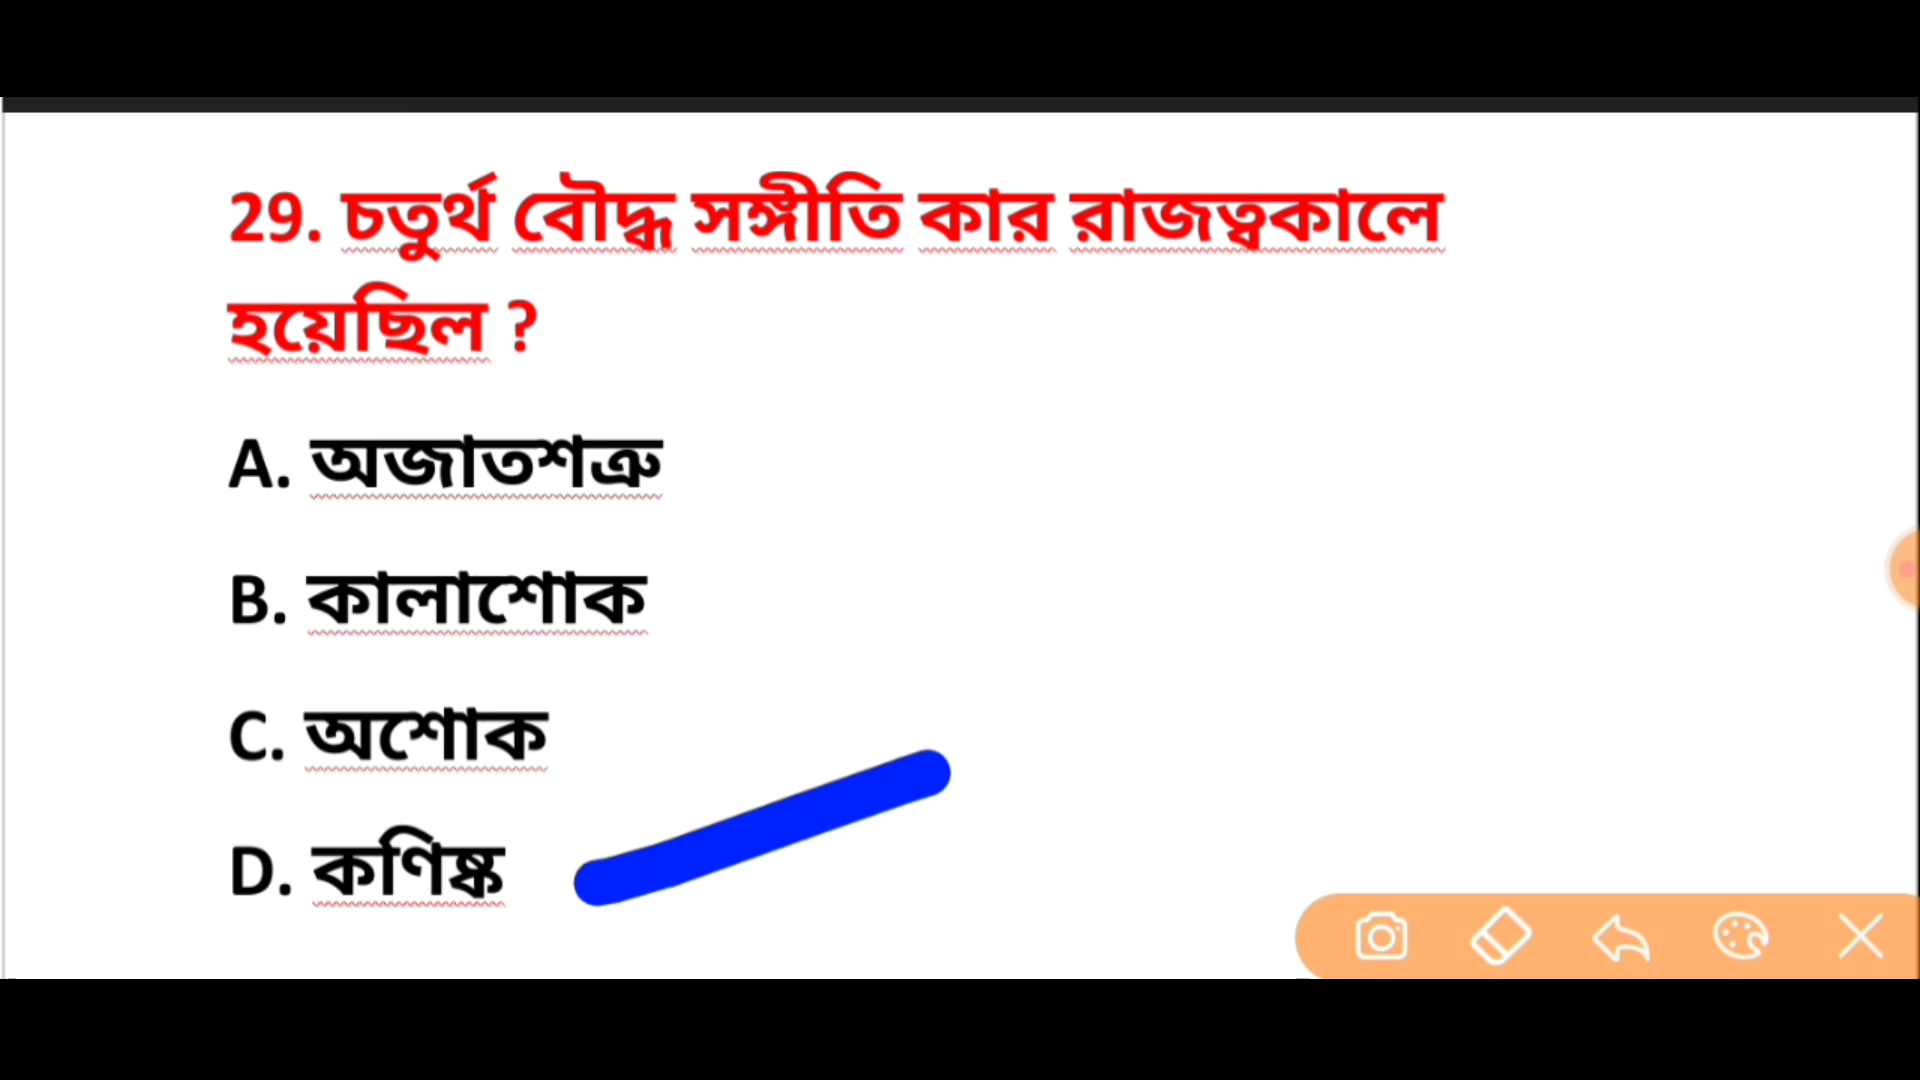 29. চতুর্থ বৌদ্ধ সঙ্গীতি কার রাজত্বকালে
হয়েছিল ?
A. অজাতশত্রু
B. কালাশোক
C. অশোক
D. কণিষ্ক